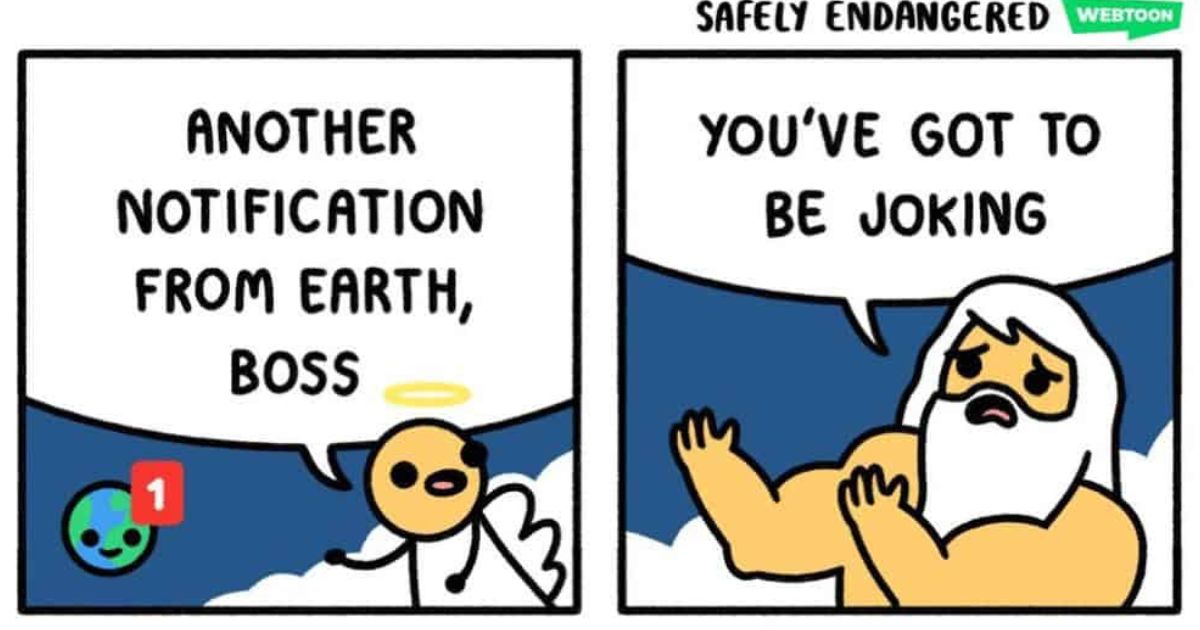 SAFELY ENDANGERED
WEBTOON
ANOTHER
NOTIFICATION
FROM EARTH,
BOSS
1
YOU'VE GOT TO
BE JOKING